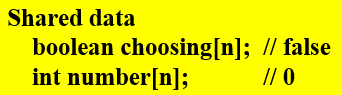 Shared data
boolean choosing[n]; // false
int number[n]; // 0